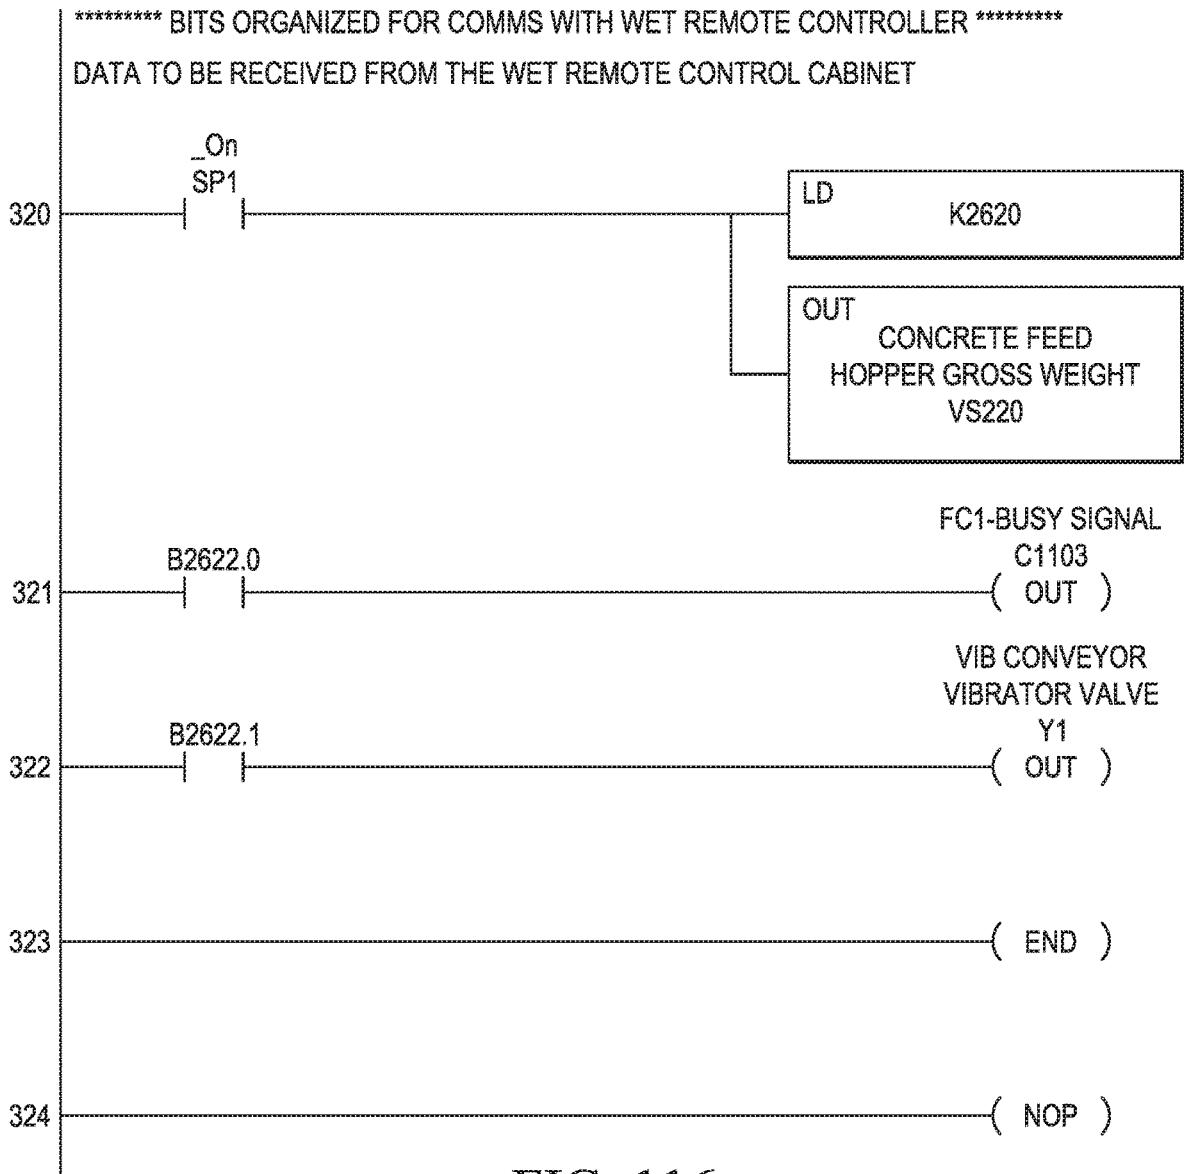 ********* BITS ORGANIZED FOR COMMS WITH WET REMOTE CONTROLLER *********
DATA TO BE RECEIVED FROM THE WET REMOTE CONTROL CABINET
_On
SP1
320
LD
K2620
OUT
CONCRETE FEED
HOPPER GROSS WEIGHT
VS220
FC1-BUSY SIGNAL
B2622.0
C1103
321
( OUT )
VIB CONVEYOR
VIBRATOR VALVE
B2622.1
Y1
322
( OUT )
323
( END )
324
( NOP )
FIG. 116